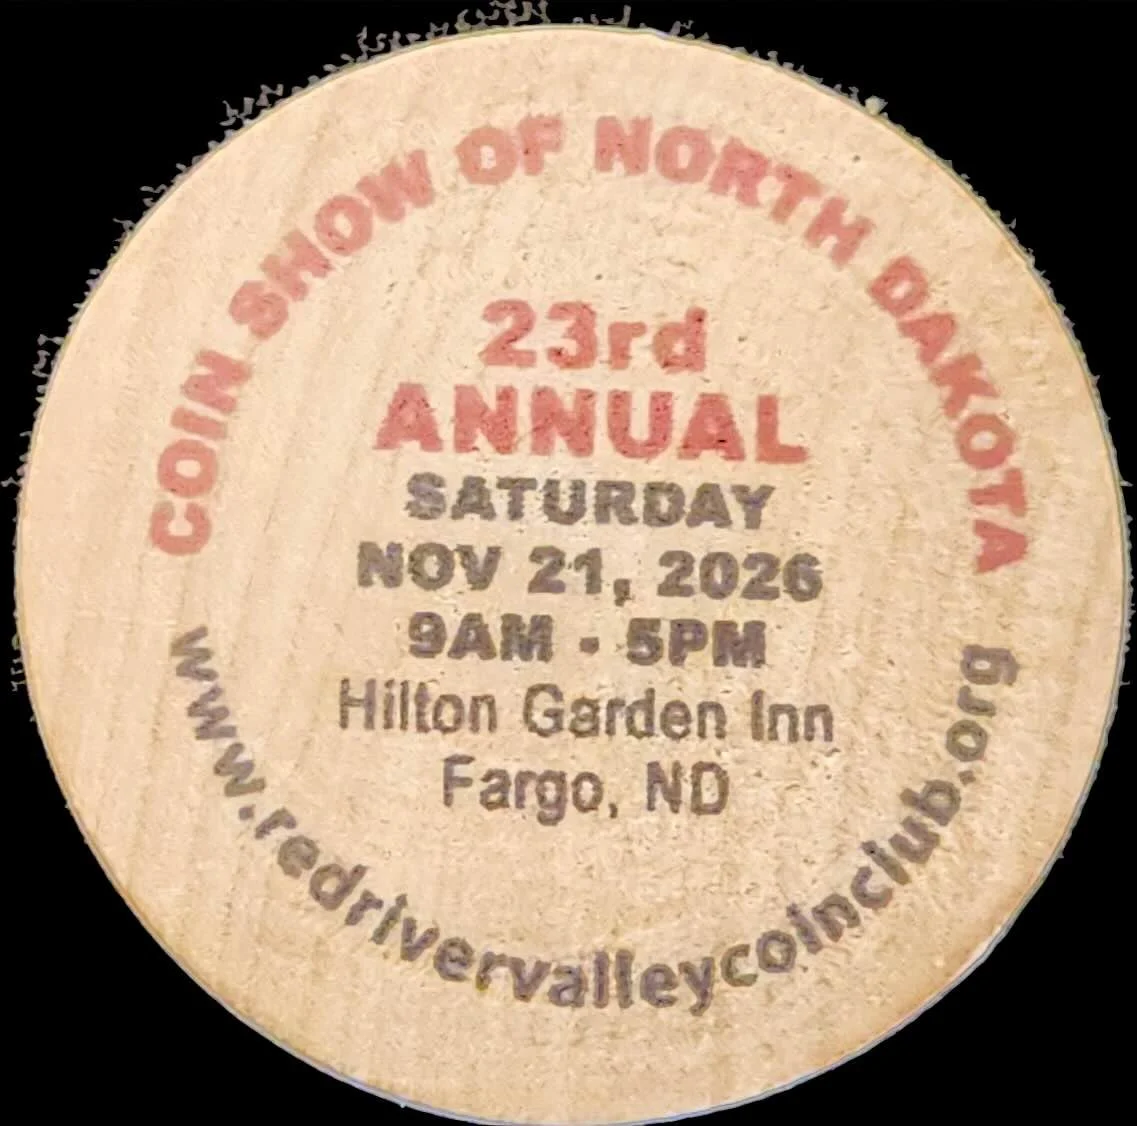 COIN SHOW OF NORTH DAKOTA
23rd
ANNUAL
SATURDAY
NOV 21, 2026
9AM - 5PM
Hilton Garden Inn
Fargo, ND
www.redrivervalleycoinclub.org